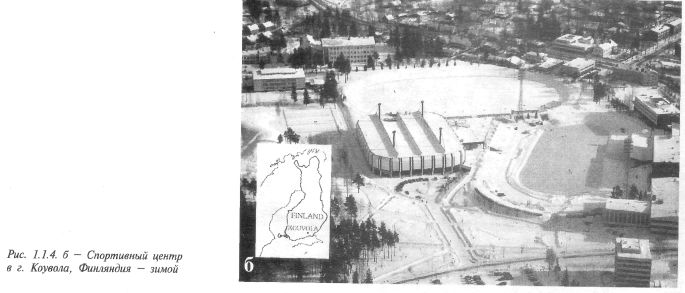 FINLAND
KOUVOLA
б
Рис. 1.1.4. б – Спортивный центр
в г. Коувола, Финляндия – зимой